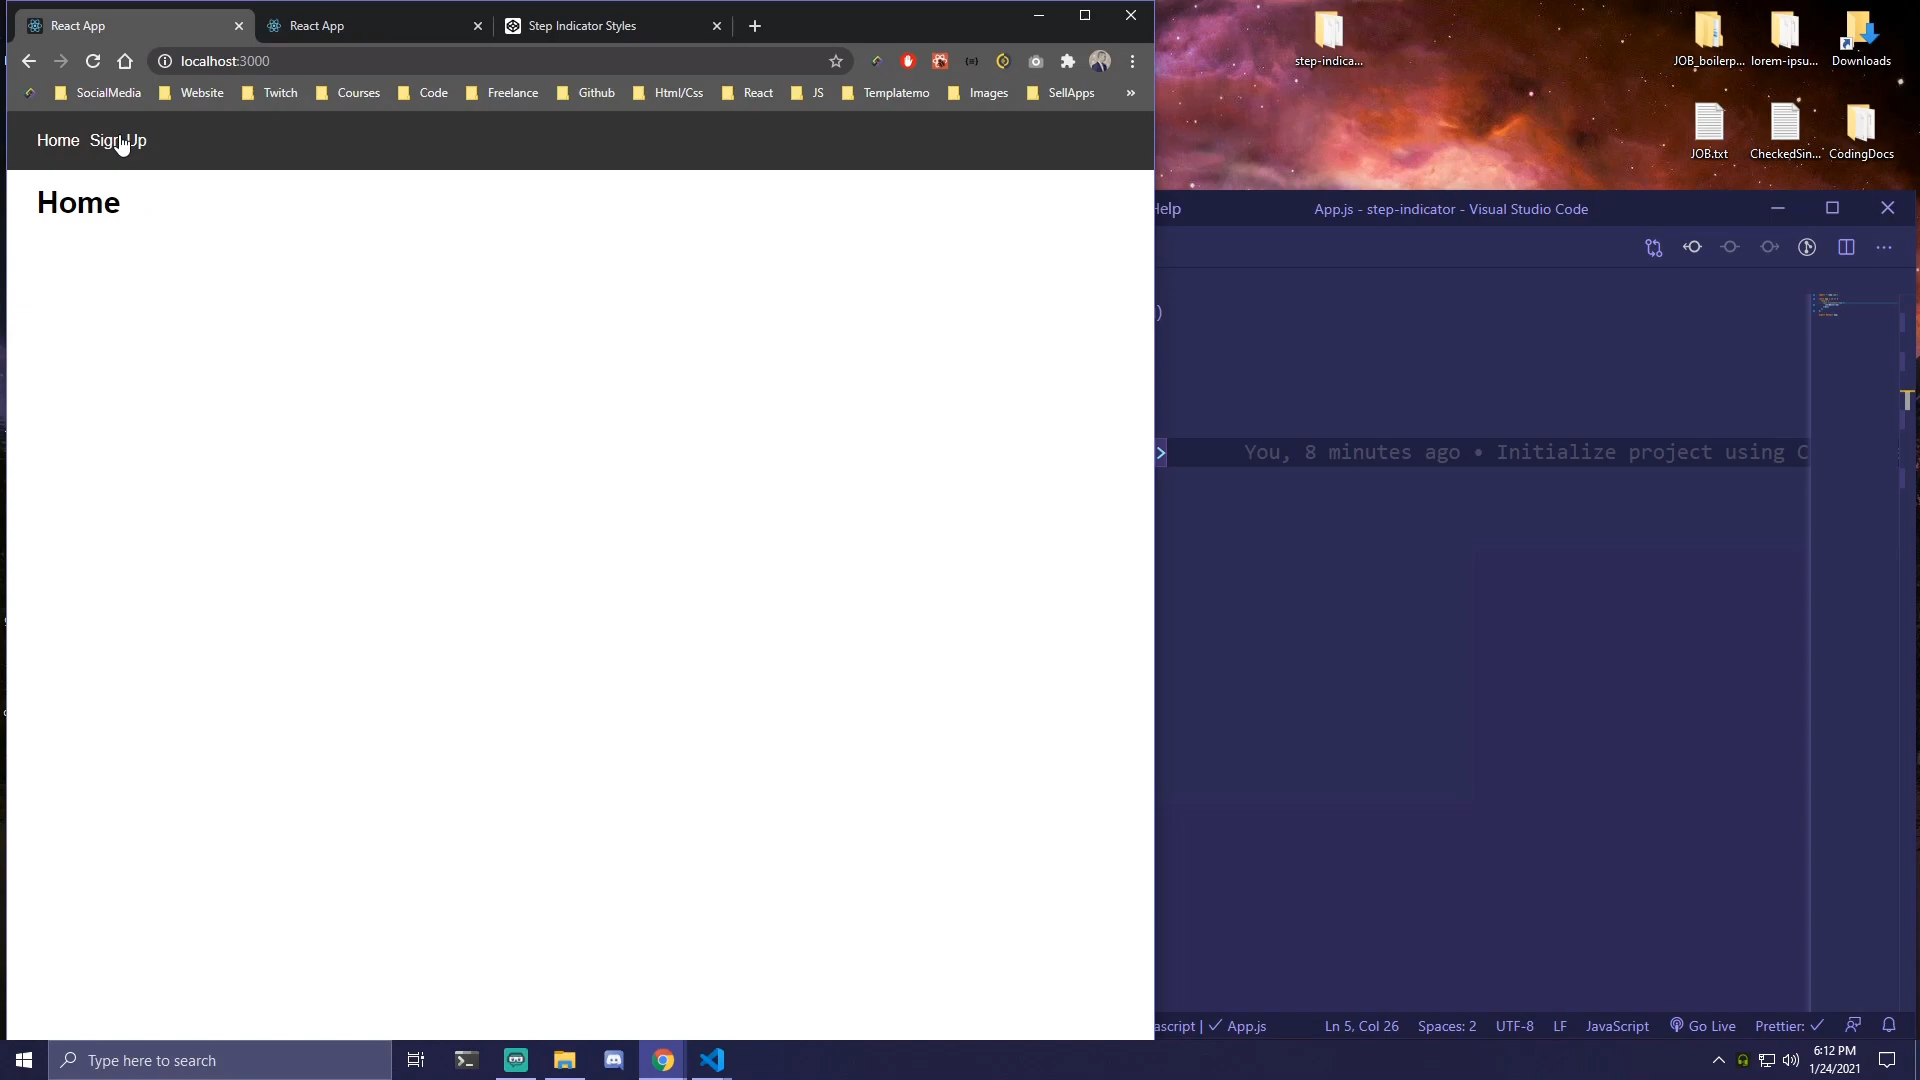 React App
React App
Step Indicator Styles
localhost:3000
SocialMedia Website Twitch Courses Code Freelance Github Html/Css React JS Templatemo Images SellApps »
Home Sign Up
Home
step-indica...
JOB_boilerp... lorem-ipsu... Downloads
JOB.txt CheckedSin... CodingDocs
Help App.js - step-indicator - Visual Studio Code
)
> You, 8 minutes ago • Initialize project using C
ascript | ✓ App.js Ln 5, Col 26 Spaces: 2 UTF-8 LF JavaScript Go Live Prettier: ✓
Type here to search
6:12 PM
1/24/2021